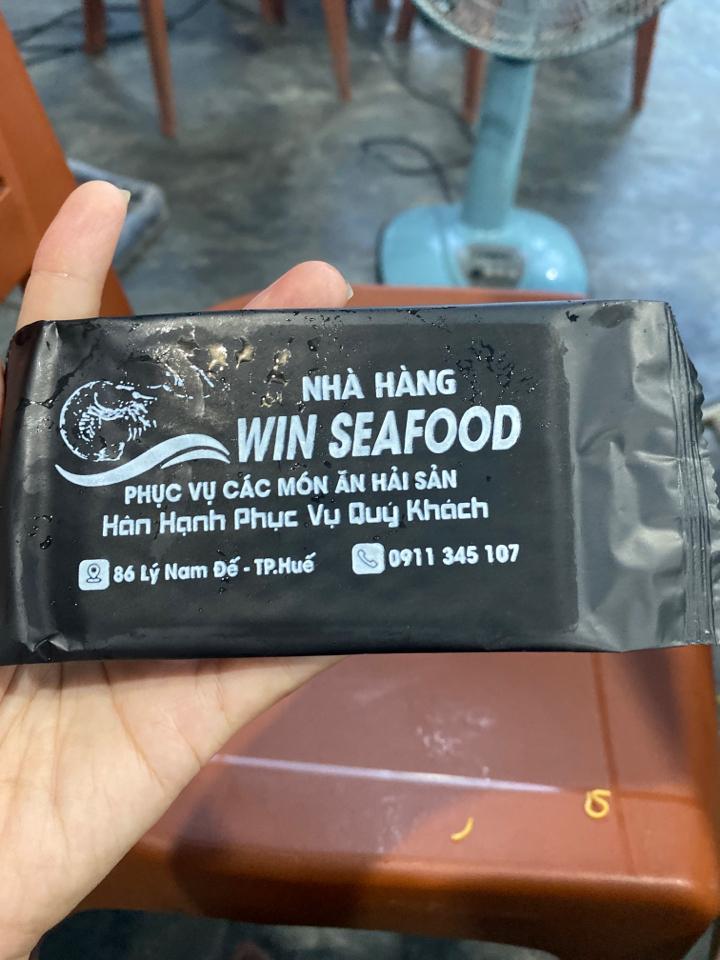 NHÀ HÀNG
WIN SEAFOOD
PHỤC VỤ CÁC MÓN ĂN HẢI SẢN
Hân Hạnh Phục Vụ Quý Khách
86 Lý Nam Đế - TP.Huế 0911 345 107